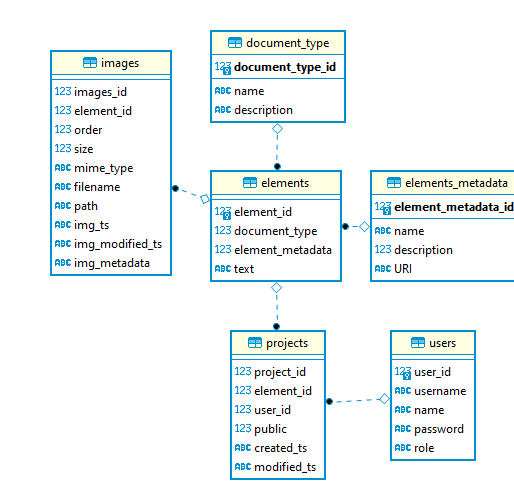 images
123 images_id
123 element_id
123 order
123 size
ABC mime_type
ABC filename
ABC path
ABC img_ts
ABC img_modified_ts
ABC img_metadata
document_type
123 document_type_id
ABC name
ABC description
elements
123 element_id
123 document_type
123 element_metadata
ABC text
elements_metadata
123 element_metadata_id
ABC name
123 description
ABC URI
projects
123 project_id
123 element_id
123 user_id
123 public
ABC created_ts
ABC modified_ts
users
123 user_id
ABC username
ABC name
ABC password
ABC role